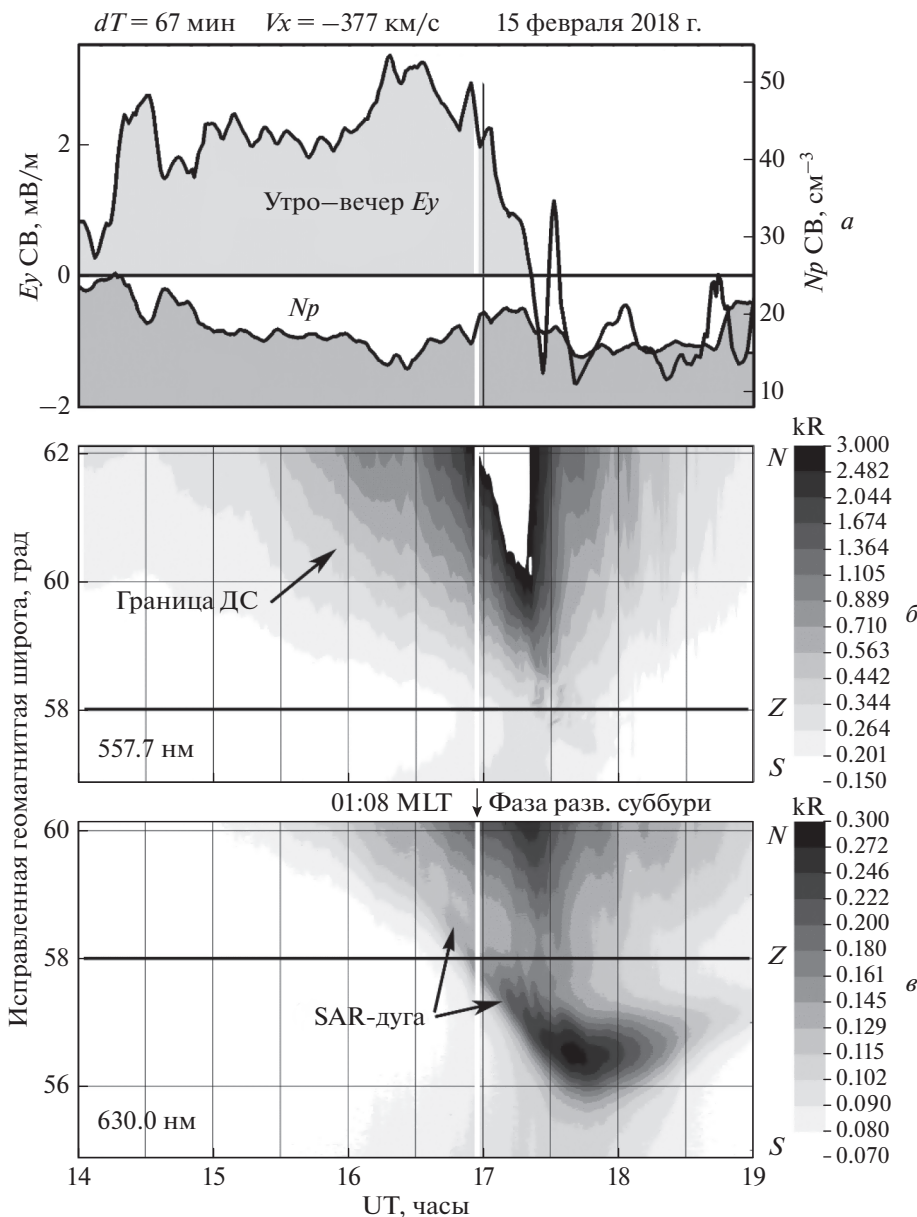 dT = 67 мин Vx = −377 км/с 15 февраля 2018 г.
Ey СВ, мВ/м
2
0
−2
Утро−вечер Ey
Np
50
40
30
20
10
Np СВ, см−3
а
Исправленная геомагнитгая широта, град
62
60
58
Граница ДС
557.7 нм
N
Z
S
kR
3.000
2.482
2.044
1.674
1.364
1.105
0.889
0.710
0.563
0.442
0.344
0.264
0.201
0.150
б
01:08 MLT Фаза разв. суббури
60
58
56
SAR-дуга
630.0 нм
N
Z
S
kR
0.300
0.272
0.246
0.222
0.200
0.180
0.161
0.145
0.129
0.115
0.102
0.090
0.080
0.070
в
14 15 16 17 18 19
UT, часы